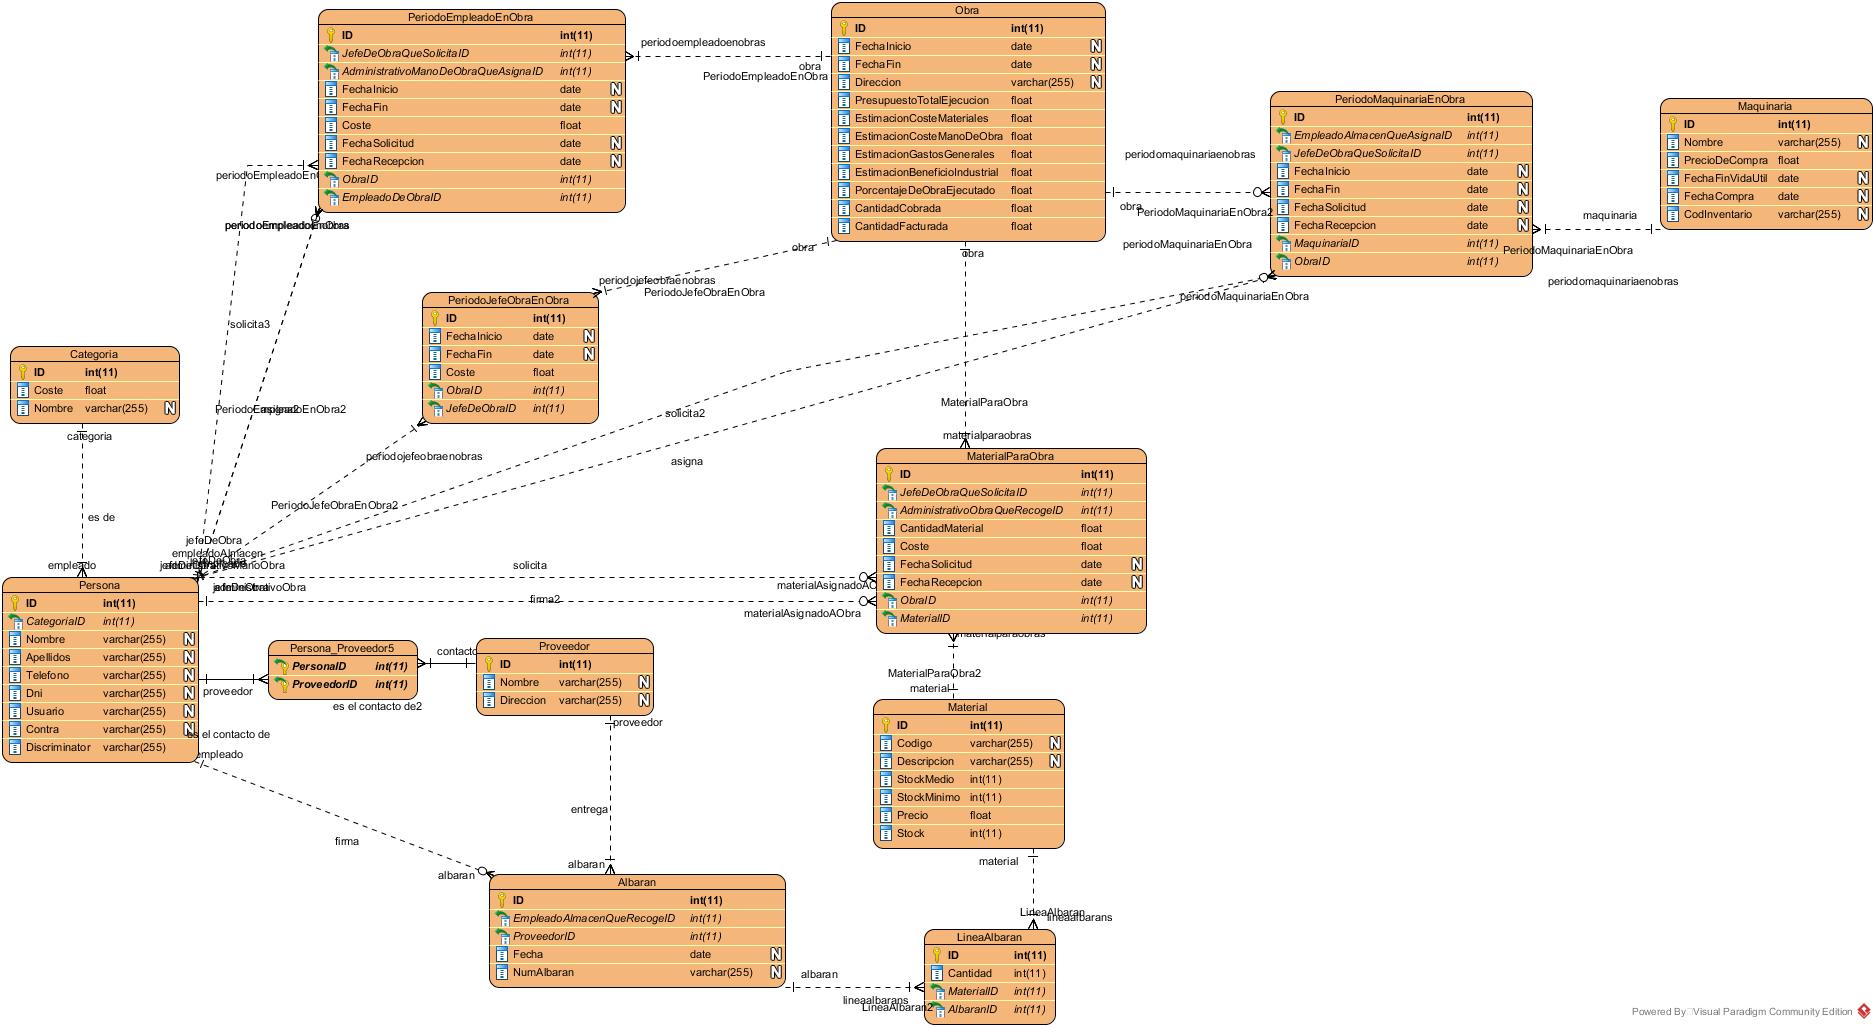 PeriodoEmpleadoEnObra
ID int(11)
JefeDeObraQueSolicitaID int(11)
AdministrativoManoDeObraQueAsignaID int(11)
FechaInicio date N
FechaFin date N
Coste float
FechaSolicitud date N
FechaRecepcion date N
ObraID int(11)
EmpleadoDeObraID int(11)
periodoempleadoenobras
obra
PeriodoEmpleadoEnObra
Obra
ID int(11)
FechaInicio date N
FechaFin date N
Direccion varchar(255) N
PresupuestoTotalEjecucion float
EstimacionCosteMateriales float
EstimacionCosteManoDeObra float
EstimacionGastosGenerales float
EstimacionBeneficioIndustrial float
PorcentajeDeObraEjecutado float
CantidadCobrada float
CantidadFacturada float
periodomaquinariaenobras
obra
PeriodoMaquinariaEnObra2
periodoMaquinariaEnObra
periodoMaquinariaEnObra
PeriodoMaquinariaEnObra
ID int(11)
EmpleadoAlmacenQueAsignaID int(11)
JefeDeObraQueSolicitaID int(11)
FechaInicio date N
FechaFin date N
FechaSolicitud date N
FechaRecepcion date N
MaquinariaID int(11)
ObraID int(11)
maquinaria
PeriodoMaquinariaEnObra
periodomaquinariaenobras
Maquinaria
ID int(11)
Nombre varchar(255) N
PrecioDeCompra float
FechaFinVidaUtil date N
FechaCompra date N
CodInventario varchar(255) N
obra
periodojefeobraenobras
PeriodoJefeObraEnObra
PeriodoJefeObraEnObra
ID int(11)
FechaInicio date N
FechaFin date N
Coste float
ObraID int(11)
JefeDeObraID int(11)
periodojefeobraenobras
PeriodoJefeObraEnObra2
solicita3
solicita2
asigna
obra
MaterialParaObra
materialparaobras
Categoria
ID int(11)
Coste float
Nombre varchar(255) N
categoria
es de
empleado
jefeDeObra
empleadoAlmacen
MaterialParaObra
ID int(11)
JefeDeObraQueSolicitaID int(11)
AdministrativoObraQueRecogeID int(11)
CantidadMaterial float
Coste float
FechaSolicitud date N
FechaRecepcion date N
ObraID int(11)
MaterialID int(11)
solicita
firma2
materialAsignadoAO
materialAsignadoAObra
Persona
ID int(11)
CategoriaID int(11)
Nombre varchar(255) N
Apellidos varchar(255) N
Telefono varchar(255) N
Dni varchar(255) N
Usuario varchar(255) N
Contra varchar(255) N
Discriminator varchar(255)
proveedor
es el contacto de
empleado
Persona_Proveedor5
PersonaID int(11)
ProveedorID int(11)
es el contacto de2
contacto
Proveedor
ID int(11)
Nombre varchar(255) N
Direccion varchar(255) N
proveedor
entrega
albaran
firma
albaran
materialparaobras
MaterialParaObra2
material
Material
ID int(11)
Codigo varchar(255) N
Descripcion varchar(255) N
StockMedio int(11)
StockMinimo int(11)
Precio float
Stock int(11)
material
LineaAlbaran
lineaalbarans
Albaran
ID int(11)
EmpleadoAlmacenQueRecogeID int(11)
ProveedorID int(11)
Fecha date N
NumAlbaran varchar(255) N
albaran
lineaalbarans
LineaAlbaran2
LineaAlbaran
ID int(11)
Cantidad int(11)
MaterialID int(11)
AlbaranID int(11)
Powered By Visual Paradigm Community Edition